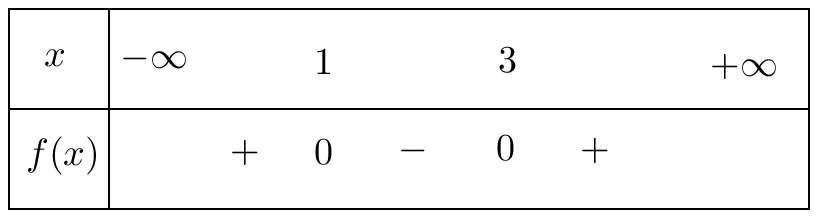 x −∞ 1 3 +∞
f(x) + 0 − 0 +